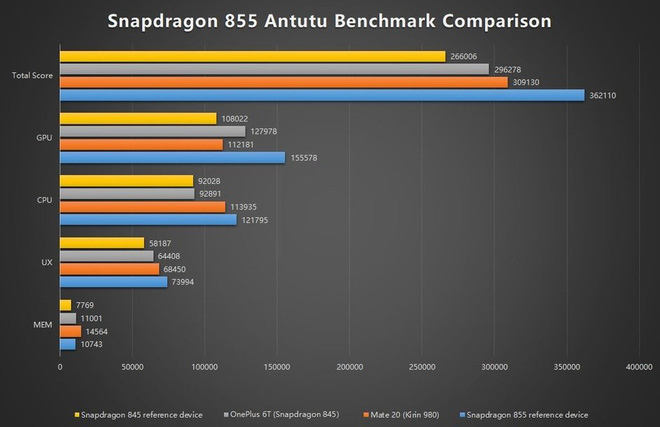 Snapdragon 855 Antutu Benchmark Comparison
266006
Total Score
296278
309130
362110
108022
GPU
127978
112181
155578
92028
CPU
92891
113935
121795
58187
UX
64408
68450
73994
7769
MEM
11001
14564
10743
0 50000 100000 150000 200000 250000 300000 350000 400000
Snapdragon 845 reference device OnePlus 6T (Snapdragon 845) Mate 20 (Kirin 980) Snapdragon 855 reference device